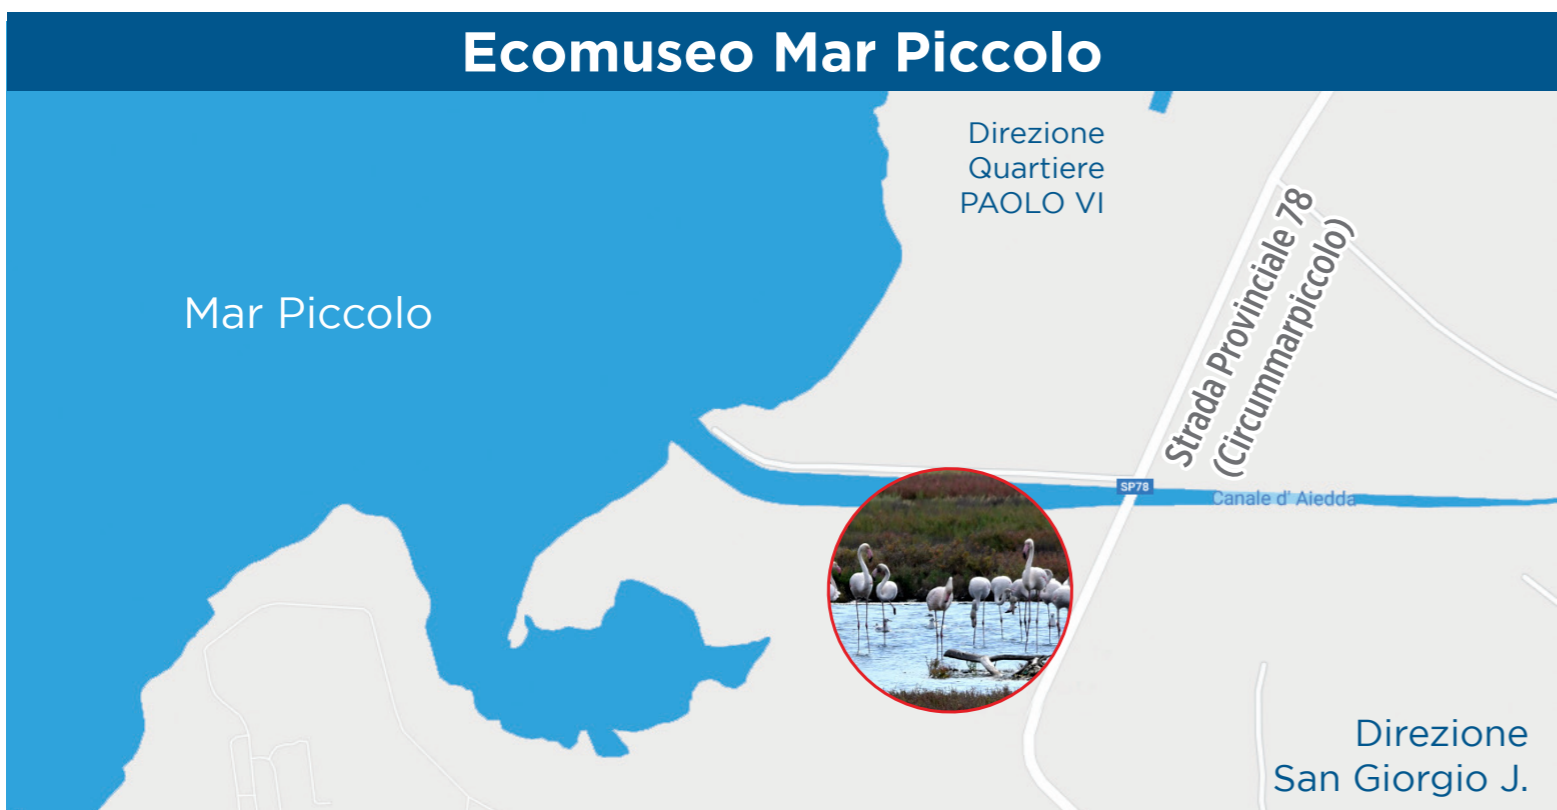 Ecomuseo Mar Piccolo
Direzione
Quartiere
PAOLO VI
Mar Piccolo
Strada Provinciale 78
(Circummarpiccolo)
SP78
Canale d' Aiedda
Direzione
San Giorgio J.